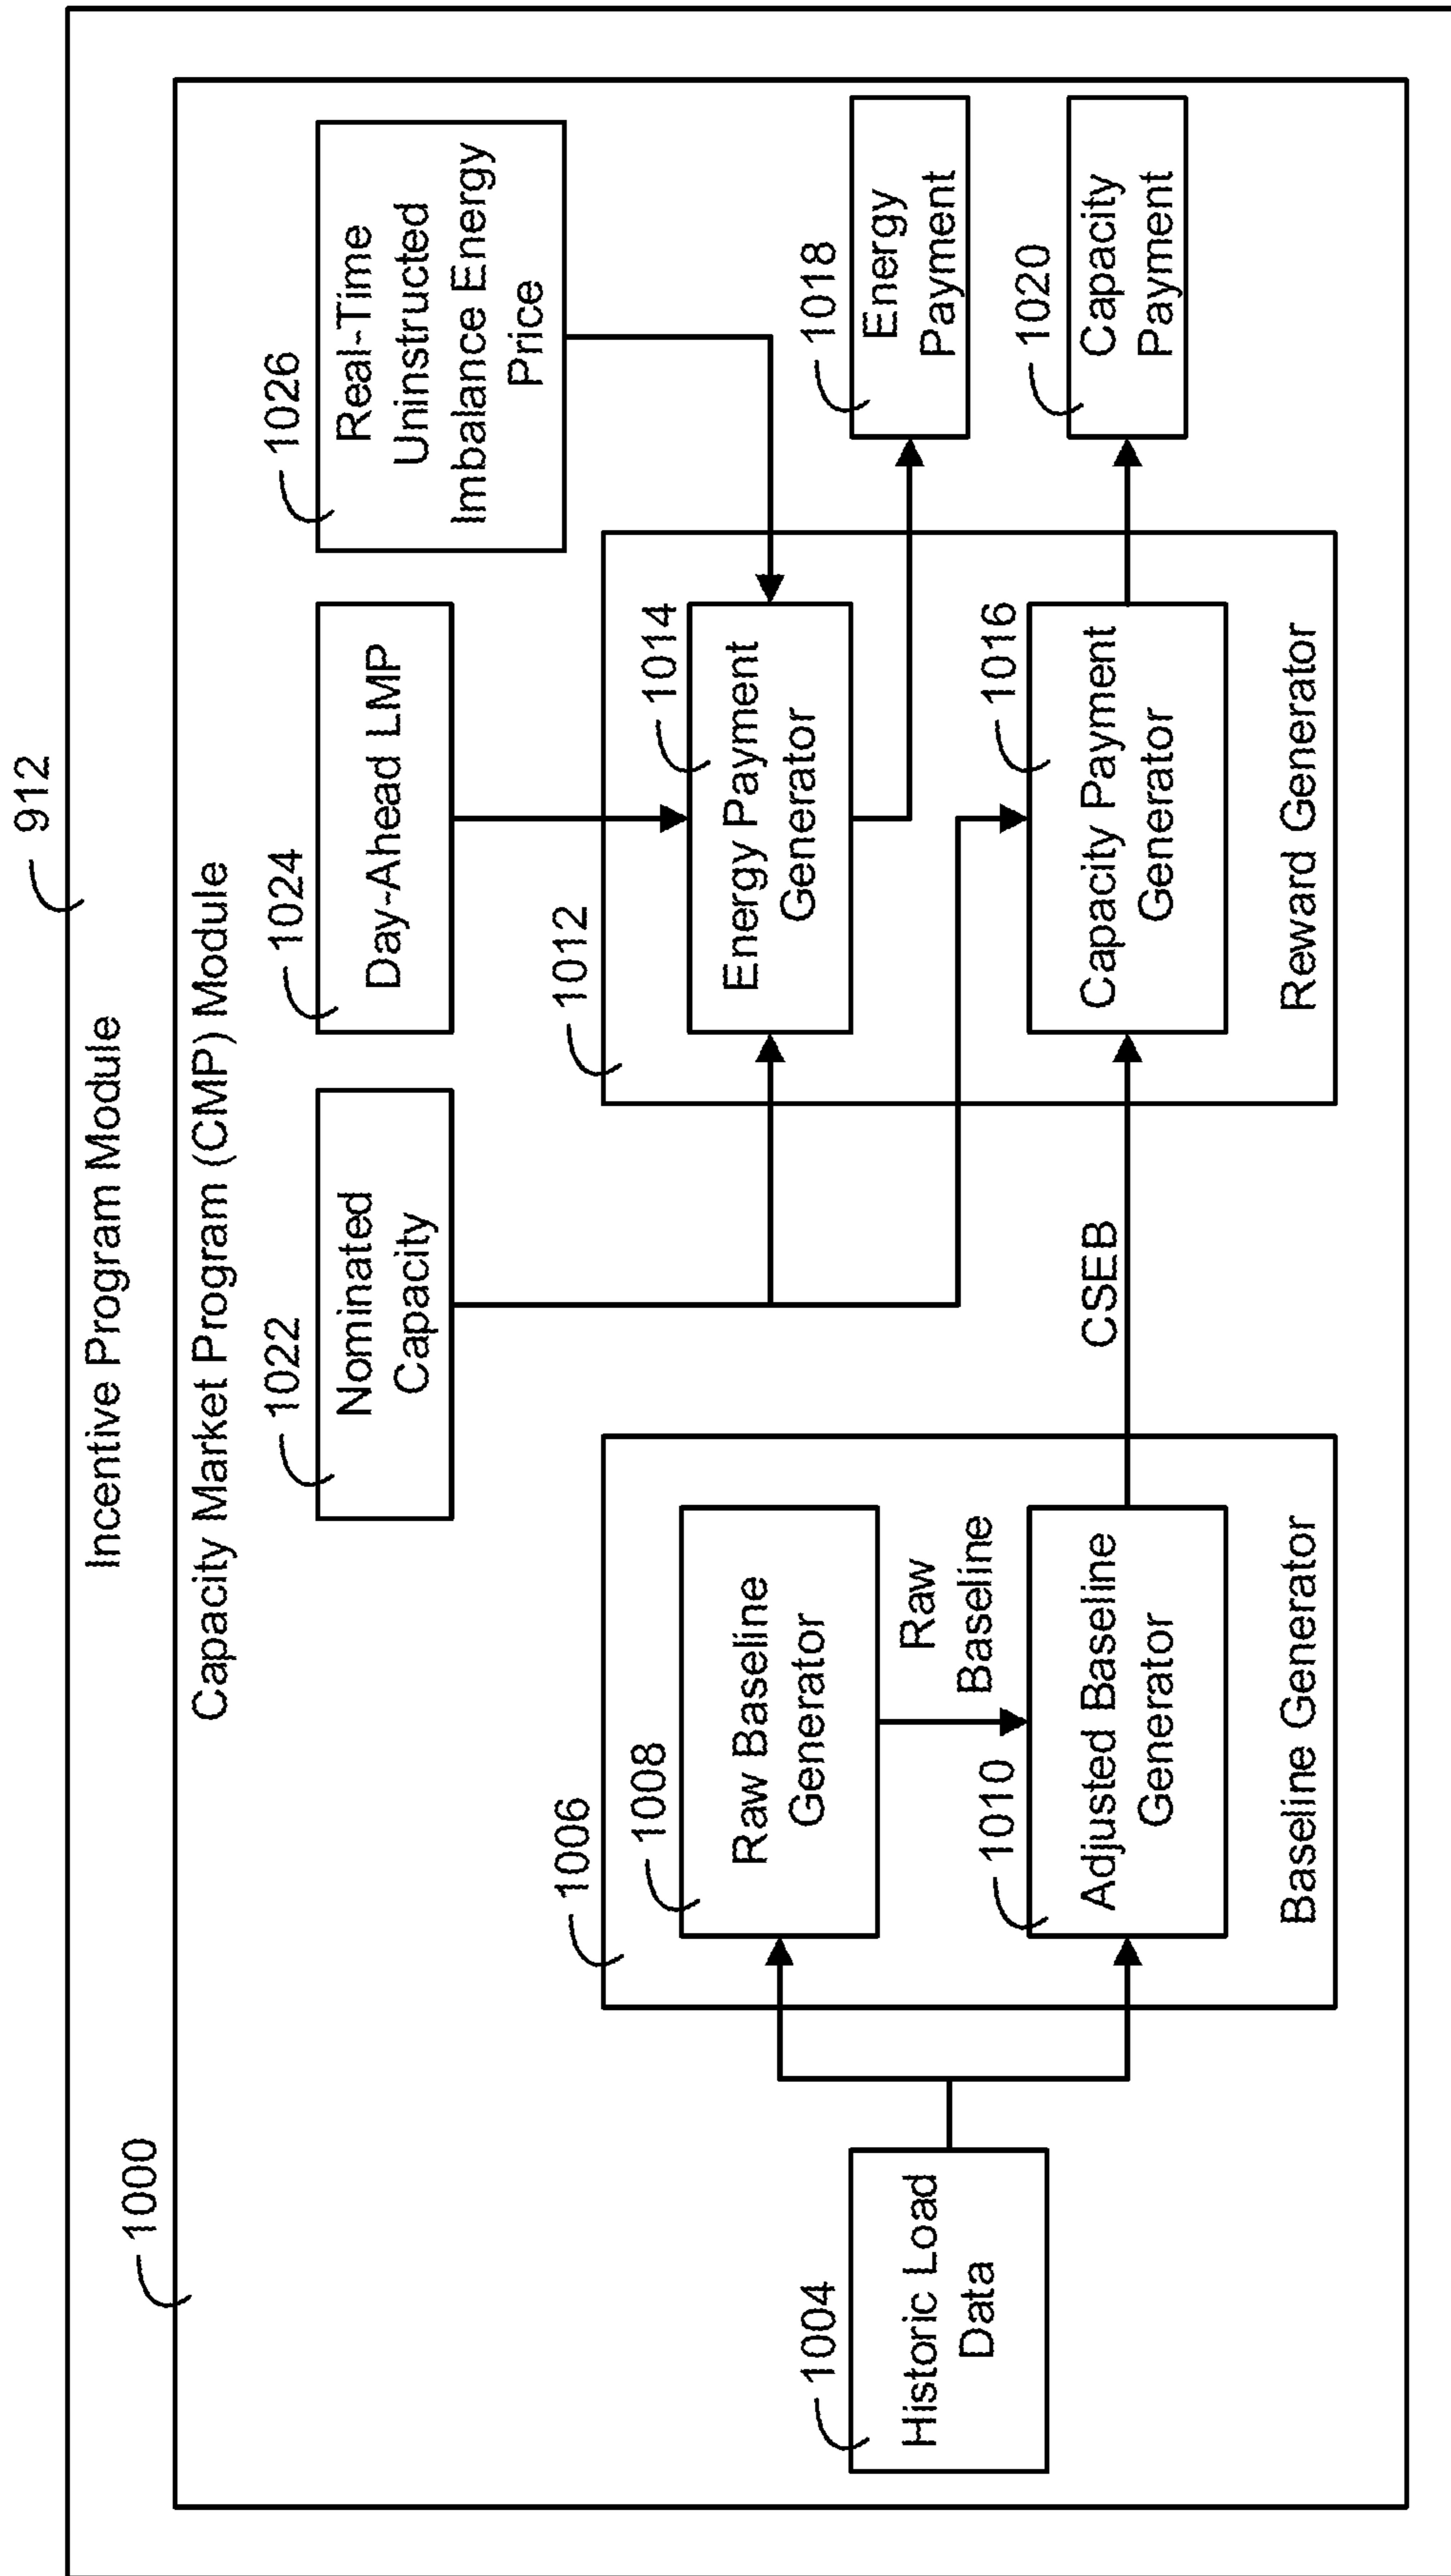 912
Incentive Program Module
1000
Capacity Market Program (CMP) Module
1022
Nominated
Capacity
1024
Day-Ahead LMP
1026
Real-Time
Uninstructed
Imbalance Energy
Price
1004
Historic Load
Data
1006
1008
Raw Baseline
Generator
Raw
Baseline
1010
Adjusted Baseline
Generator
Baseline Generator
CSEB
1012
1014
Energy Payment
Generator
1016
Capacity Payment
Generator
Reward Generator
1018
Energy
Payment
1020
Capacity
Payment